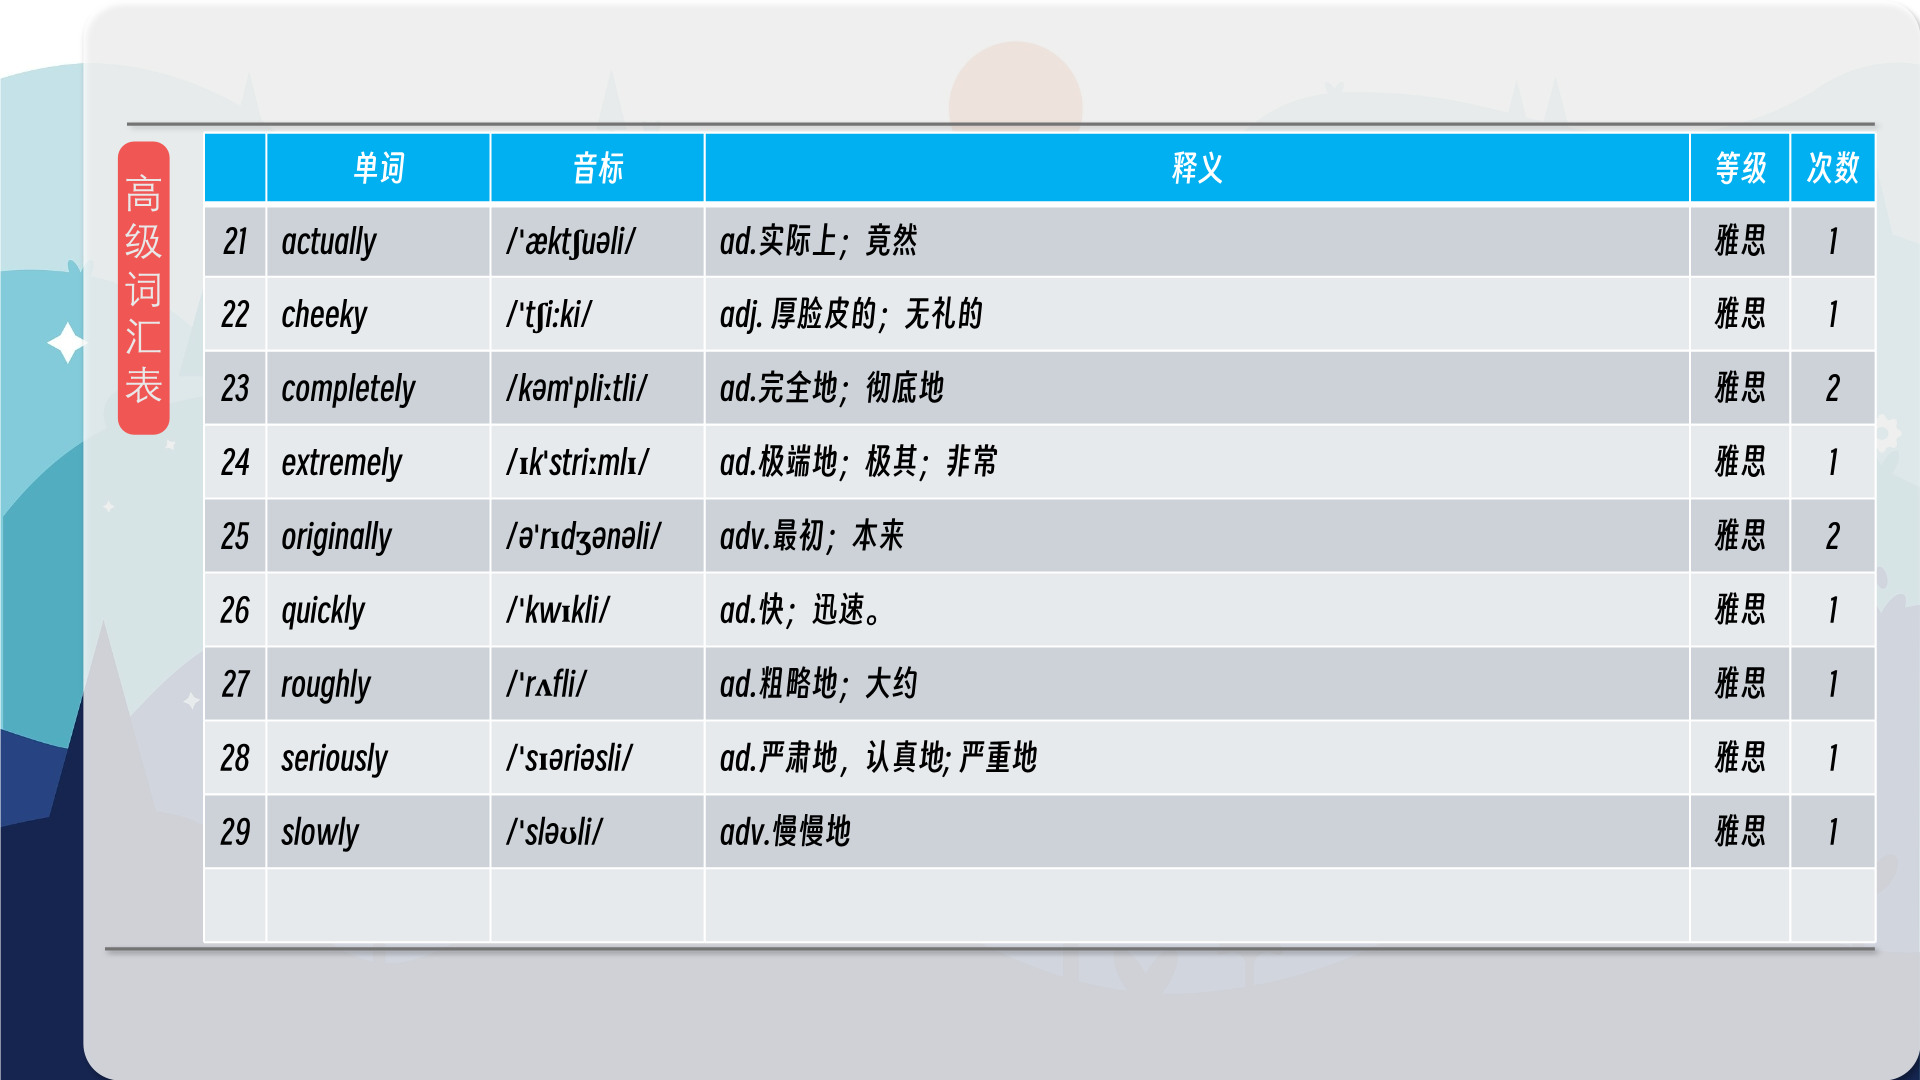 高级词汇表
单词 音标 释义 等级 次数
21 actually /'æktʃuəli/ ad.实际上；竟然 雅思 1
22 cheeky /'tʃi:ki/ adj. 厚脸皮的；无礼的 雅思 1
23 completely /kəm'pliːtli/ ad.完全地；彻底地 雅思 2
24 extremely /ɪk'striːmlɪ/ ad.极端地；极其；非常 雅思 1
25 originally /ə'rɪdʒənəli/ adv.最初；本来 雅思 2
26 quickly /'kwɪkli/ ad.快；迅速。 雅思 1
27 roughly /'rʌfli/ ad.粗略地；大约 雅思 1
28 seriously /'sɪəriəsli/ ad.严肃地，认真地; 严重地 雅思 1
29 slowly /'sləʊli/ adv.慢慢地 雅思 1